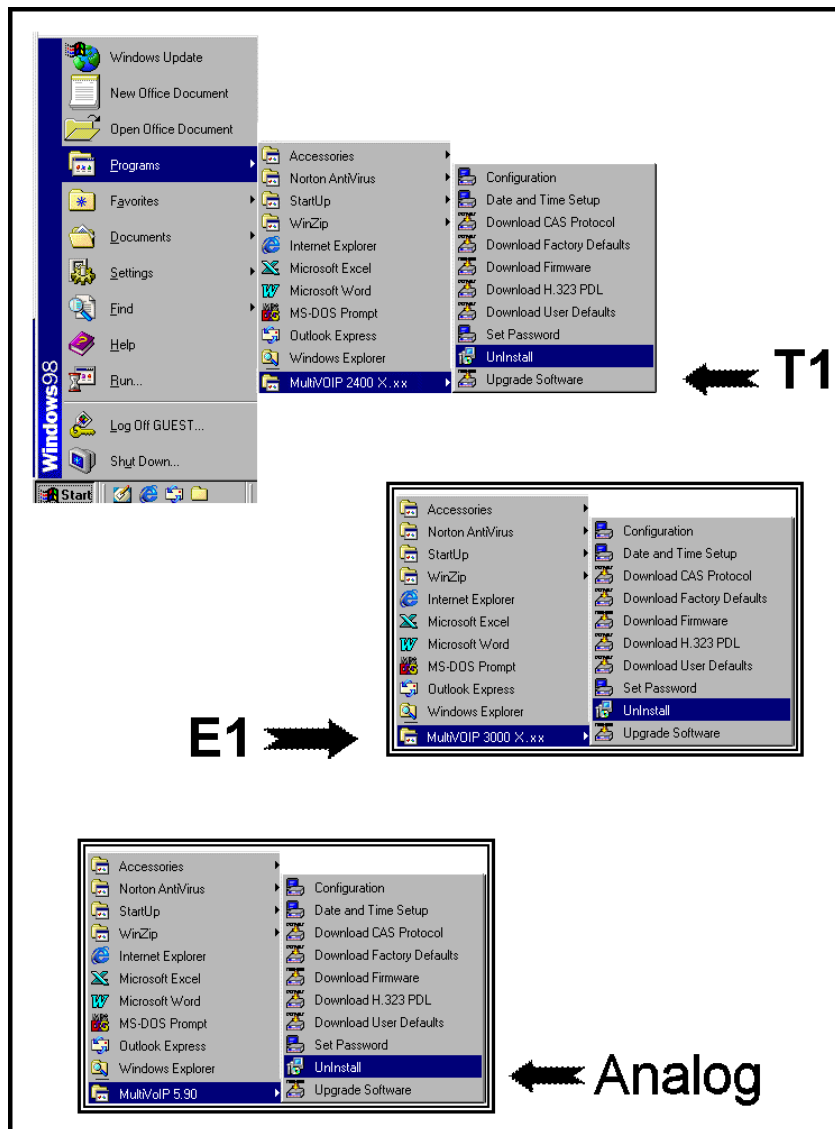 Windows Update
New Office Document
Open Office Document
Programs
Favorites
Documents
Settings
Find
Help
Run...
Log Off GUEST...
Shut Down...
Windows98
Start
Accessories
Norton AntiVirus
StartUp
WinZip
Internet Explorer
Microsoft Excel
Microsoft Word
MS-DOS Prompt
Outlook Express
Windows Explorer
MultiVOIP 2400 X.xx
Configuration
Date and Time Setup
Download CAS Protocol
Download Factory Defaults
Download Firmware
Download H.323 PDL
Download User Defaults
Set Password
UnInstall
Upgrade Software
T1
Accessories
Norton AntiVirus
StartUp
WinZip
Internet Explorer
Microsoft Excel
Microsoft Word
MS-DOS Prompt
Outlook Express
Windows Explorer
MultiVOIP 3000 X.xx
Configuration
Date and Time Setup
Download CAS Protocol
Download Factory Defaults
Download Firmware
Download H.323 PDL
Download User Defaults
Set Password
UnInstall
Upgrade Software
E1
Accessories
Norton AntiVirus
StartUp
WinZip
Internet Explorer
Microsoft Excel
Microsoft Word
MS-DOS Prompt
Outlook Express
Windows Explorer
MultiVoIP 5.90
Configuration
Date and Time Setup
Download CAS Protocol
Download Factory Defaults
Download Firmware
Download H.323 PDL
Download User Defaults
Set Password
UnInstall
Upgrade Software
Analog